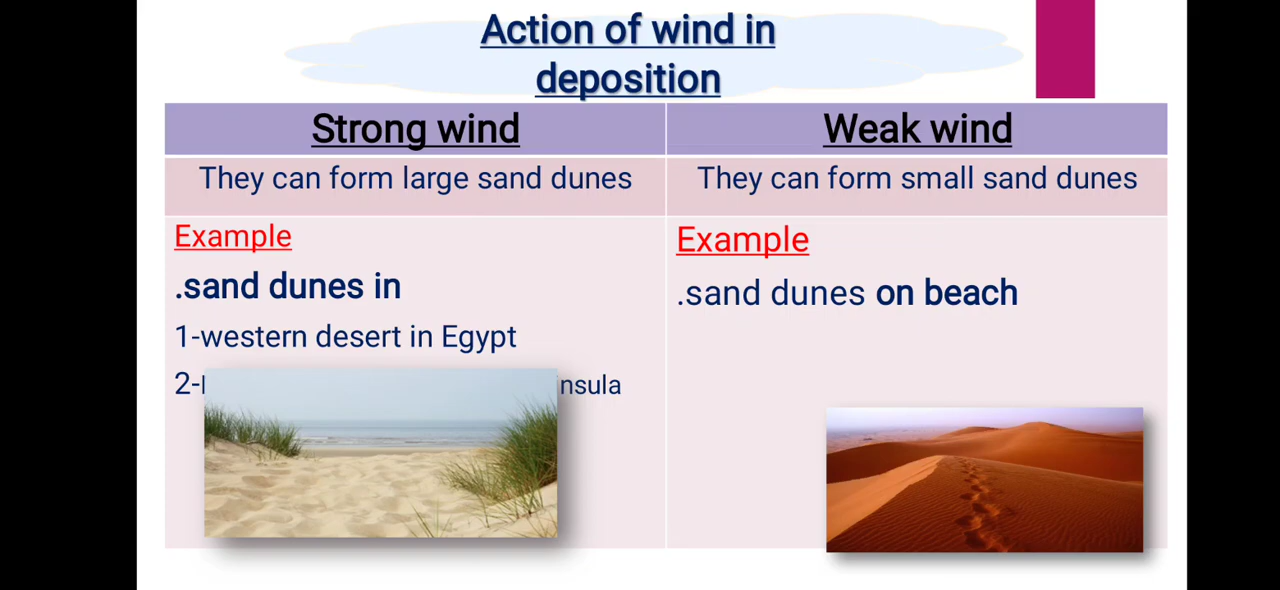 Action of wind in
deposition
Strong wind
Weak wind
They can form large sand dunes
They can form small sand dunes
Example
.sand dunes in
1-western desert in Egypt
2-
Example
.sand dunes on beach